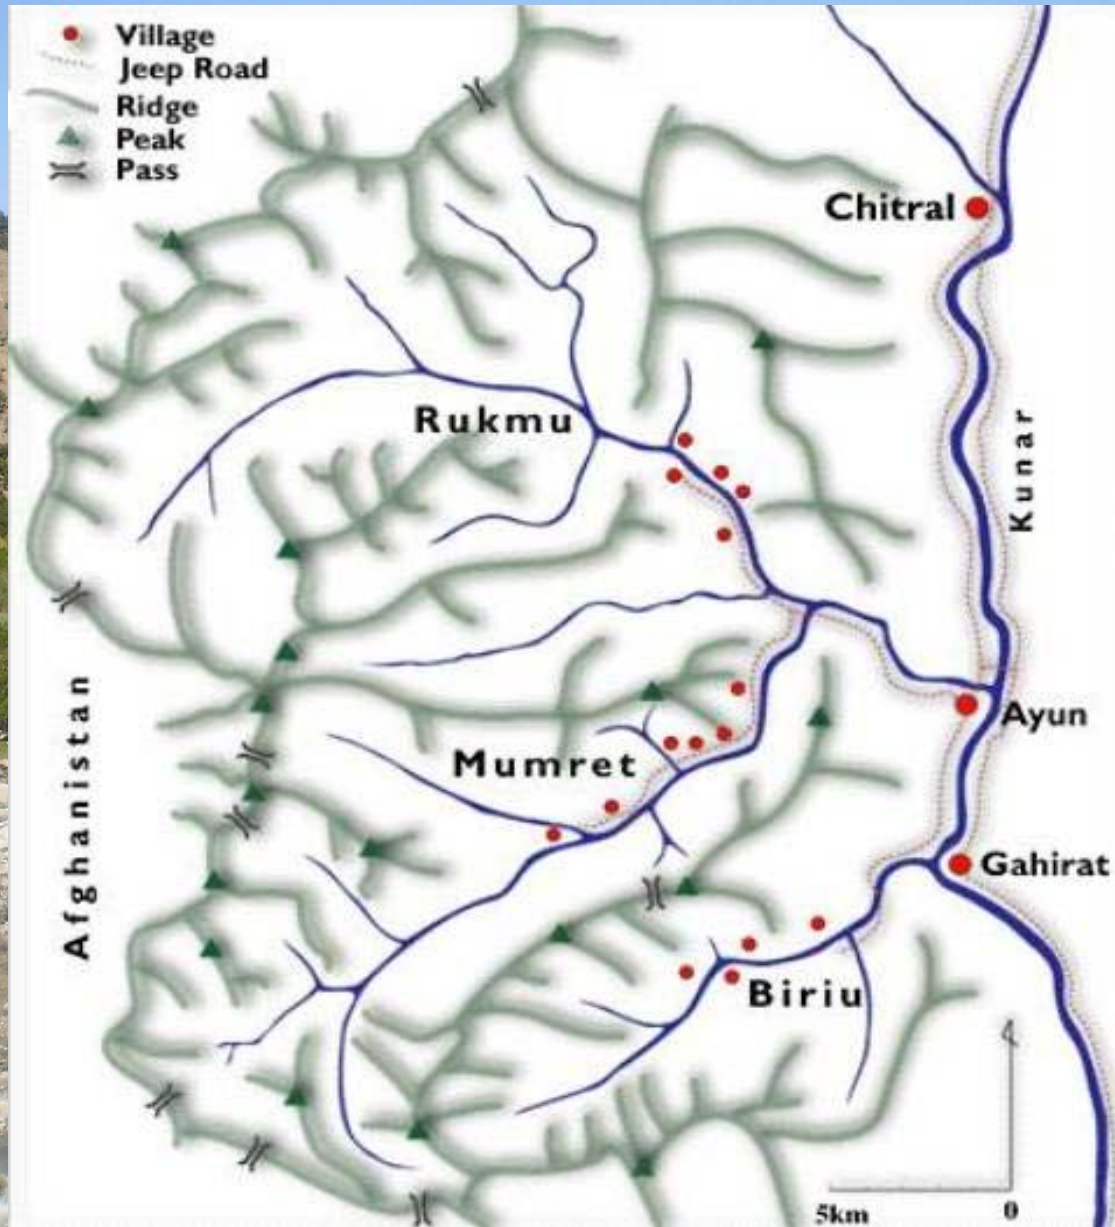 Village
Jeep Road
Ridge
Peak
Pass
Chitral
Rukmu
Kunar
Afghanistan
Ayun
Mumret
Gahirat
Biriu
5km 0